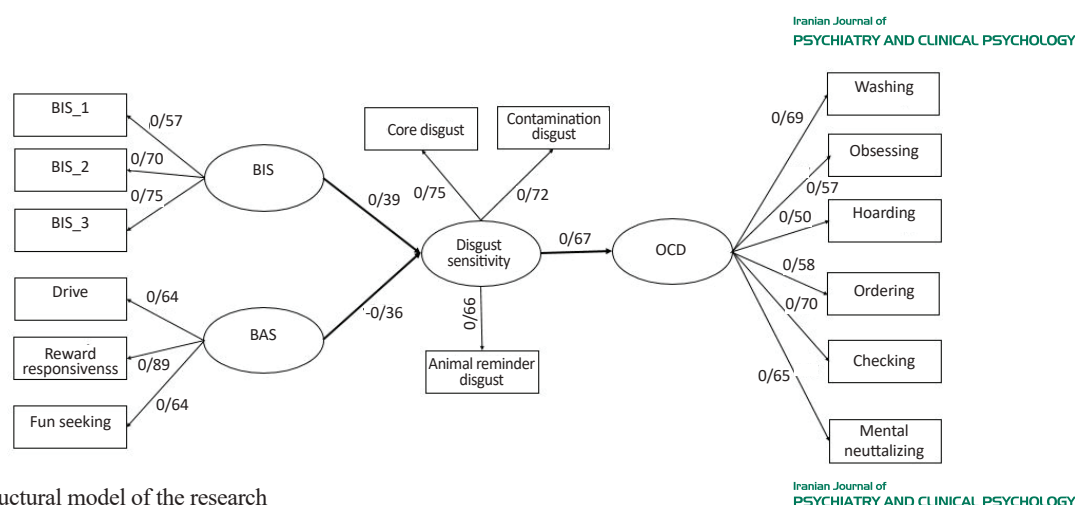 Iranian Journal of
PSYCHIATRY AND CLINICAL PSYCHOLOGY
BIS_1
0/57
BIS_2
0/70
BIS_3
0/75
BIS
0/39
Drive
0/64
Reward
responsivenss
0/89
Fun seeking
0/64
BAS
-0/36
Core disgust
0/75
Contamination
disgust
0/72
Disgust
sensitivity
0/66
Animal reminder
disgust
0/67
OCD
Washing
0/69
Obsessing
0/57
Hoarding
0/50
Ordering
0/58
Checking
0/70
Mental
neuttalizing
0/65
uctural model of the research
Iranian Journal of
PSYCHIATRY AND CLINICAL PSYCHOLOGY